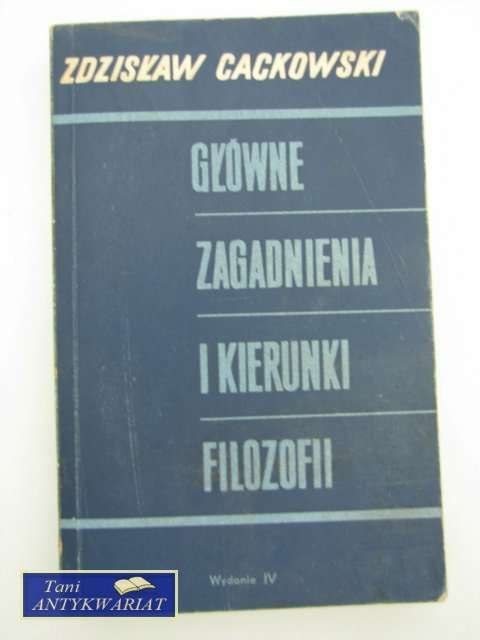 ZDZISŁAW CACKOWSKI
GŁÓWNE
ZAGADNIENIA
I KIERUNKI
FILOZOFII
Wydanie IV
Tani
ANTYKWARIAT